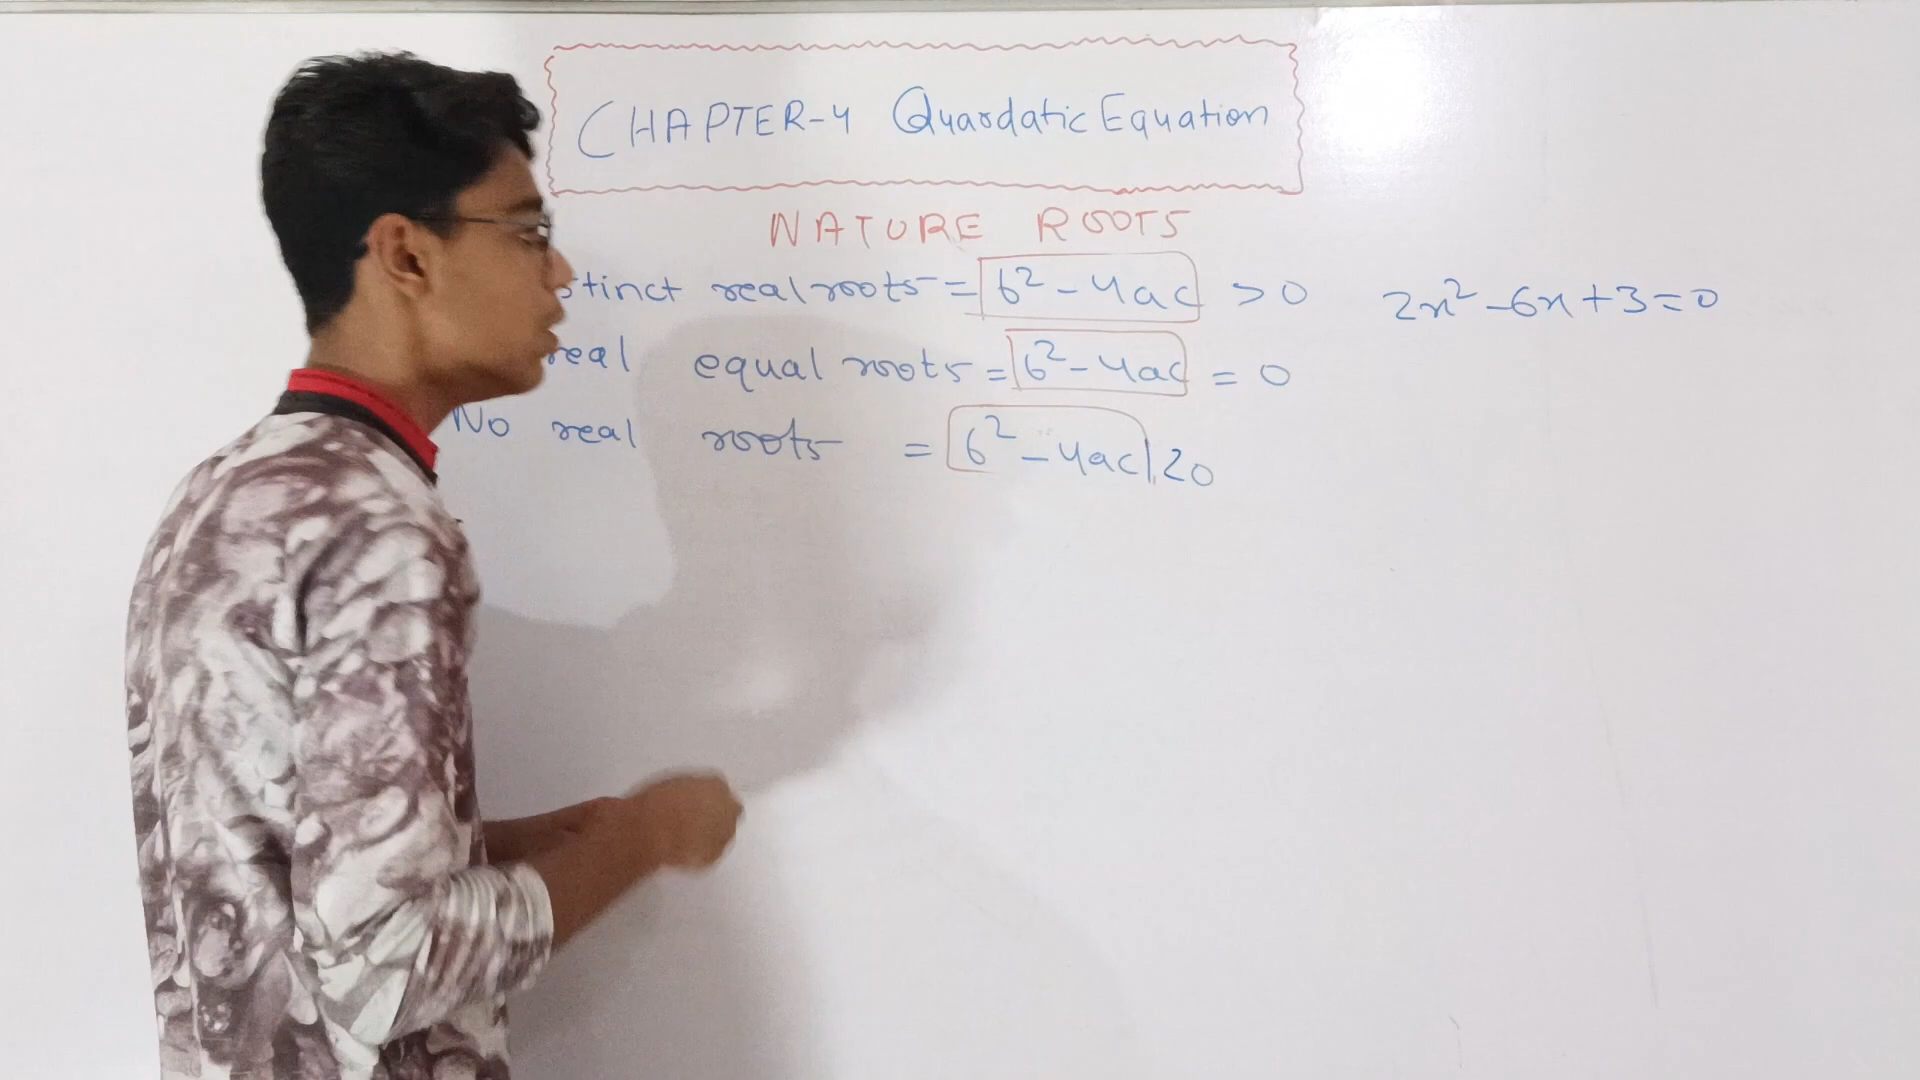 CHAPTER-4 Quardatic Equation
NATURE ROOTS
stinct real roots = b² - 4ac > 0
2x² - 6x + 3 = 0
real equal roots = b² - 4ac = 0
No real roots = b² - 4ac < 0